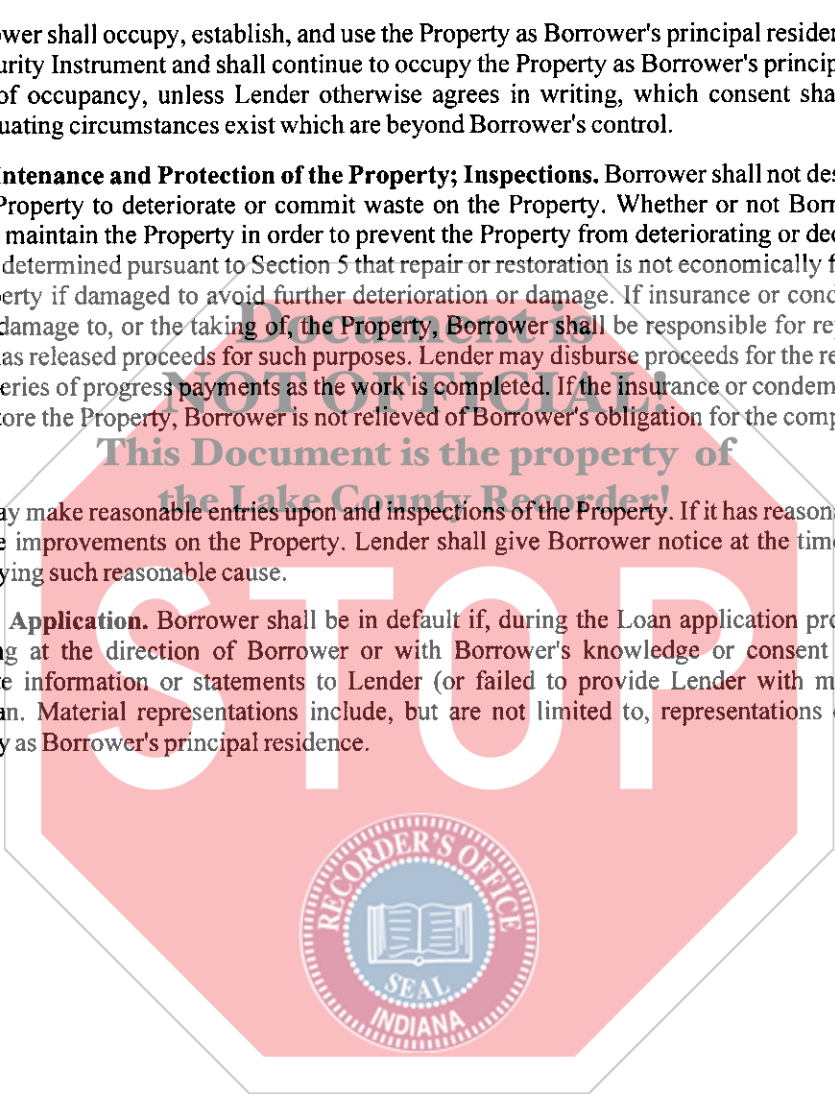 wer shall occupy, establish, and use the Property as Borrower's principal residen
urity Instrument and shall continue to occupy the Property as Borrower's princip
of occupancy, unless Lender otherwise agrees in writing, which consent sha
uating circumstances exist which are beyond Borrower's control.
intenance and Protection of the Property; Inspections. Borrower shall not des
Property to deteriorate or commit waste on the Property. Whether or not Borr
maintain the Property in order to prevent the Property from deteriorating or dec
determined pursuant to Section 5 that repair or restoration is not economically f
erty if damaged to avoid further deterioration or damage. If insurance or cond
damage to, or the taking of, the Property, Borrower shall be responsible for re
as released proceeds for such purposes. Lender may disburse proceeds for the re
eries of progress payments as the work is completed. If the insurance or condem
tore the Property, Borrower is not relieved of Borrower's obligation for the comp
ay make reasonable entries upon and inspections of the Property. If it has reason
e improvements on the Property. Lender shall give Borrower notice at the time
ying such reasonable cause.
Application. Borrower shall be in default if, during the Loan application pro
ng at the direction of Borrower or with Borrower's knowledge or consent
te information or statements to Lender (or failed to provide Lender with m
an. Material representations include, but are not limited to, representations
y as Borrower's principal residence.
Document is
NOT OFFICIAL!
This Document is the property of
the Lake County Recorder!
STOP
RECORDER'S OFFICE
SEAL
INDIANA